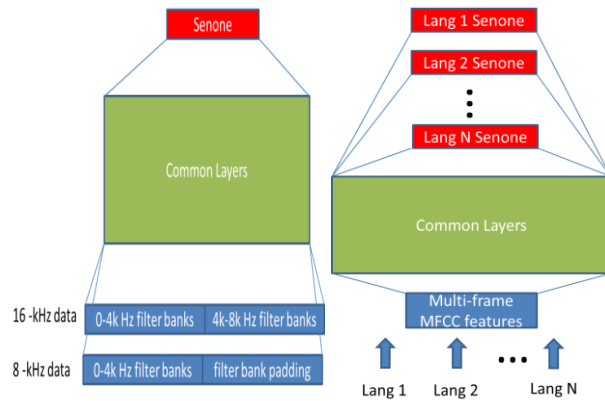 Senone
Common Layers
16 -kHz data
0-4k Hz filter banks
4k-8k Hz filter banks
8 -kHz data
0-4k Hz filter banks
filter bank padding
Lang 1 Senone
Lang 2 Senone
Lang N Senone
Common Layers
Multi-frame
MFCC features
Lang 1
Lang 2
Lang N